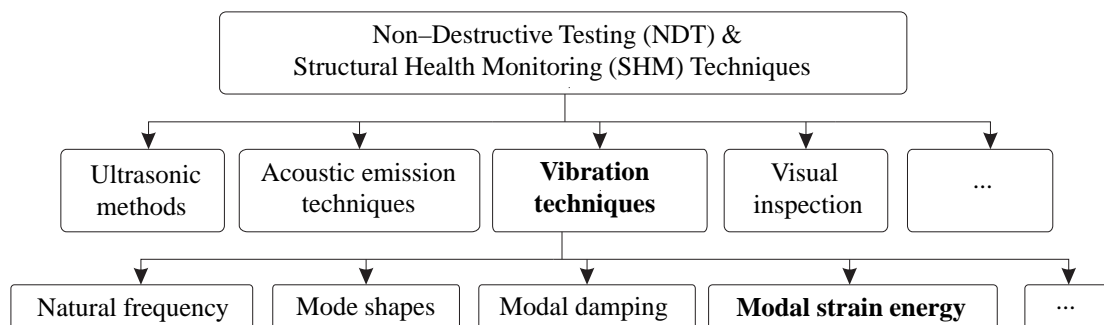 Non–Destructive Testing (NDT) &
Structural Health Monitoring (SHM) Techniques
Ultrasonic
methods
Acoustic emission
techniques
Vibration
techniques
Visual
inspection
...
Natural frequency
Mode shapes
Modal damping
Modal strain energy
...